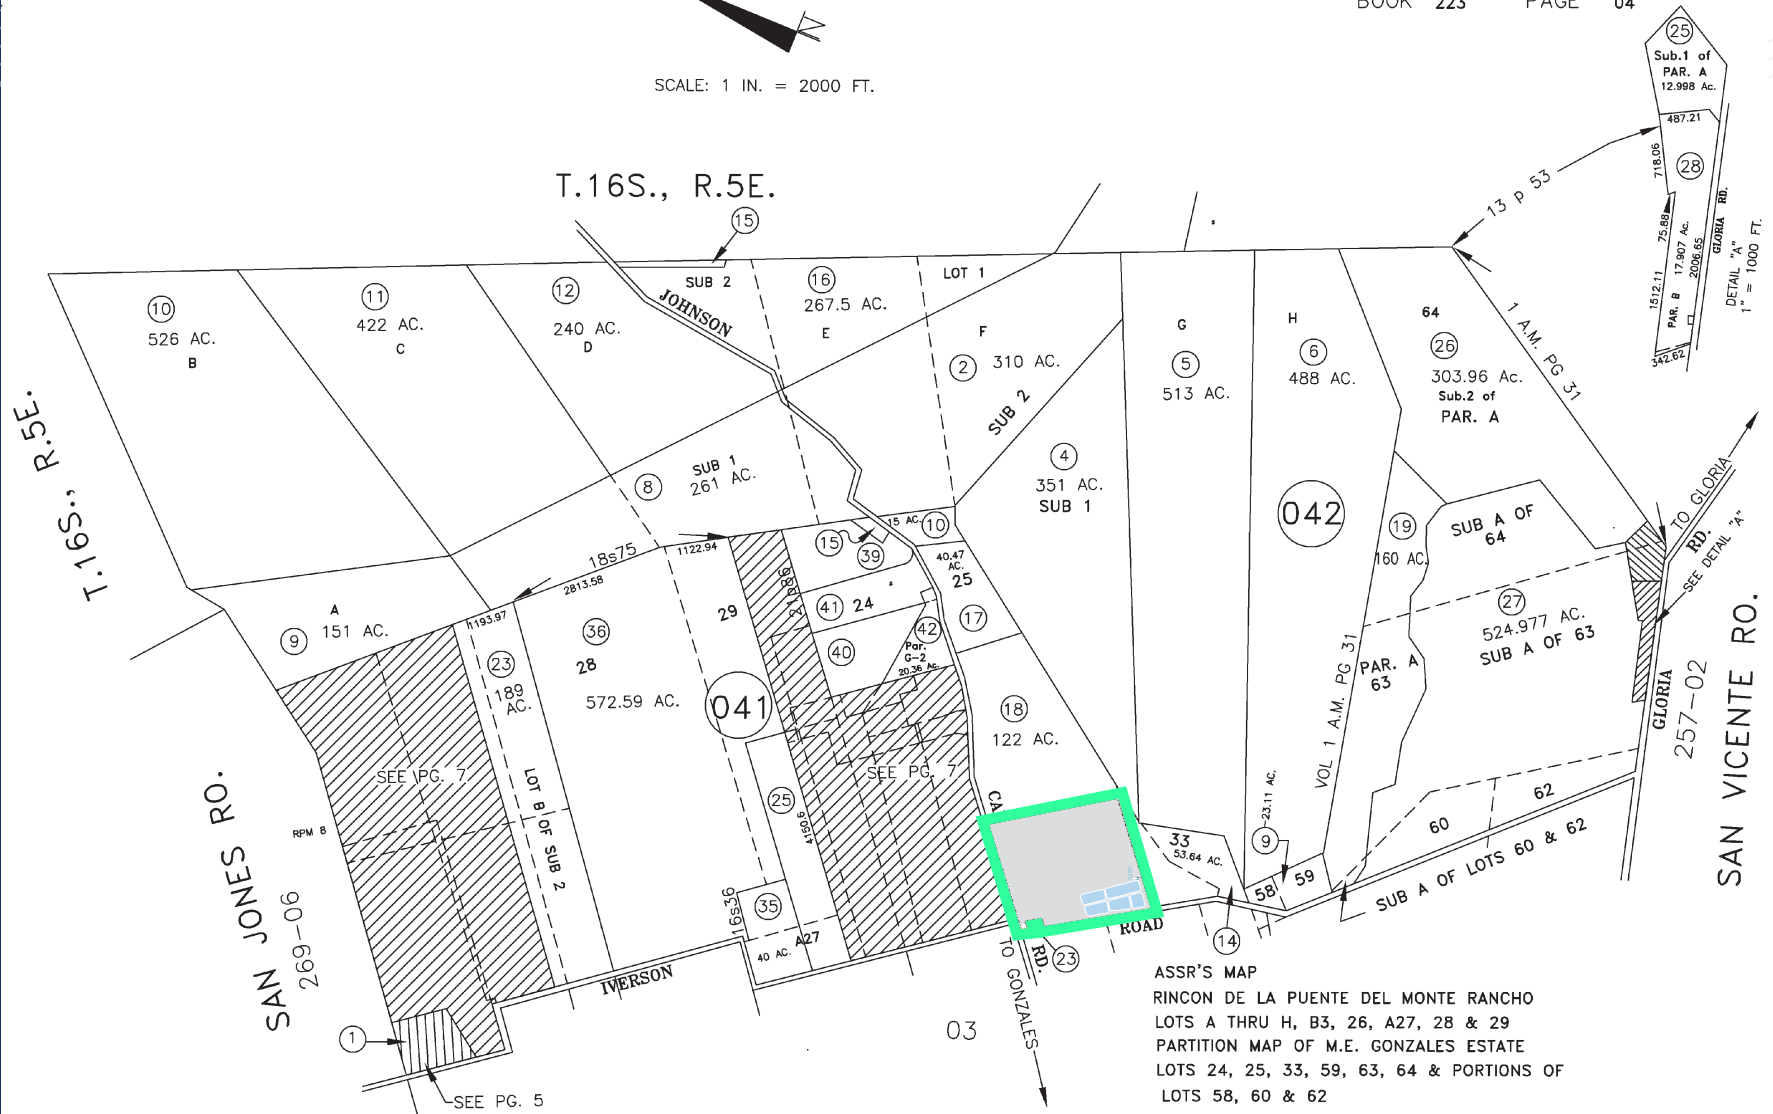 BOOK 223 PAGE 04
SCALE: 1 IN. = 2000 FT.
T.16S., R.5E.
15
25
Sub.1 of
PAR. A
12.998 Ac.
487.21
718.06
28
13 p 53
75.88
17.907 Ac.
2006.65
GLORIA RD.
1512.11
PAR. B
342.62
DETAIL "A"
1" = 1000 FT.
T.16S., R.5E.
10
526 AC.
B
11
422 AC.
C
12
240 AC.
D
SUB 2
JOHNSON
16
267.5 AC.
E
LOT 1
F
2 310 AC.
SUB 2
G
5
513 AC.
H
6
488 AC.
64
26
303.96 Ac.
Sub.2 of
PAR. A
1 A.M. PG 31
8
SUB 1
261 AC.
4
351 AC.
SUB 1
042
19
160 AC.
SUB A OF
64
TO GLORIA
RD.
SEE DETAIL "A"
18s75
2813.58
1122.94
1193.97
15 AC.
10
15
39
40.47
AC.
25
17
41 24
40
42
Par.
G-2
20.36 Ac.
A
9 151 AC.
23
189
AC.
36
28
572.59 AC.
29
041
27
524.977 AC.
SUB A OF 63
PAR. A
63
VOL 1 A.M. PG 31
GLORIA
257-02
SAN VICENTE RO.
18
122 AC.
SEE PG. 7
SEE PG. 7
LOT B OF SUB 2
RPM 8
25
4150.6
CA
SAN JONES RO.
269-06
16s36
35
40 AC. A27
IVERSON
33
53.64 AC.
23.11 AC.
9
58
59
60
62
SUB A OF LOTS 60 & 62
ROAD
RD.
23
14
TO GONZALES
03
1
SEE PG. 5
ASSR'S MAP
RINCON DE LA PUENTE DEL MONTE RANCHO
LOTS A THRU H, B3, 26, A27, 28 & 29
PARTITION MAP OF M.E. GONZALES ESTATE
LOTS 24, 25, 33, 59, 63, 64 & PORTIONS OF
LOTS 58, 60 & 62